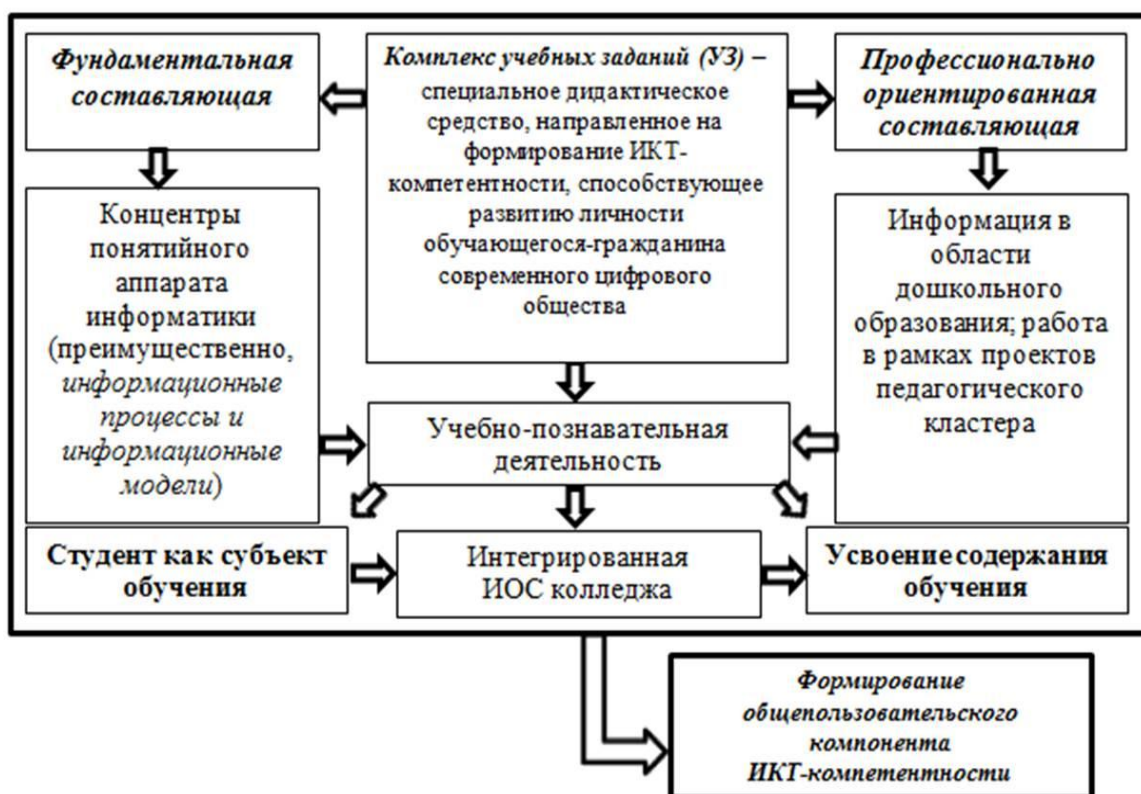 Фундаментальная
составляющая
Комплекс учебных заданий (УЗ) –
специальное дидактическое
средство, направленное на
формирование ИКТ-
компетентности, способствующее
развитию личности
обучающегося-гражданина
современного цифрового
общества
Профессионально
ориентированная
составляющая
Концентры
понятийного
аппарата
информатики
(преимущественно,
информационные
процессы и
информационные
модели)
Информация в
области
дошкольного
образования; работа
в рамках проектов
педагогического
кластера
Учебно-познавательная
деятельность
Студент как субъект
обучения
Интегрированная
ИОС колледжа
Усвоение содержания
обучения
Формирование
общепользовательского
компонента
ИКТ-компетентности